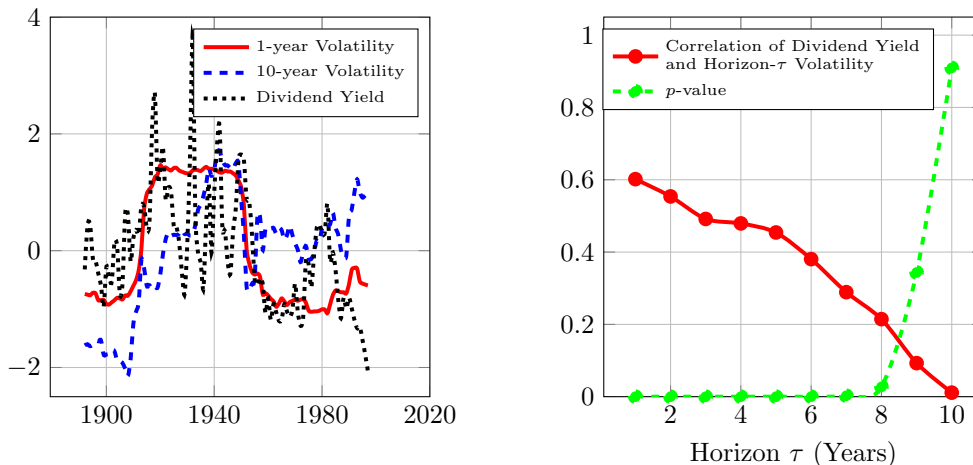 4
2
0
−2
1900
1940
1980
2020
1-year Volatility
10-year Volatility
Dividend Yield
1
0.8
0.6
0.4
0.2
0
2
4
6
8
10
Correlation of Dividend Yield
and Horizon-τ Volatility
p-value
Horizon τ (Years)